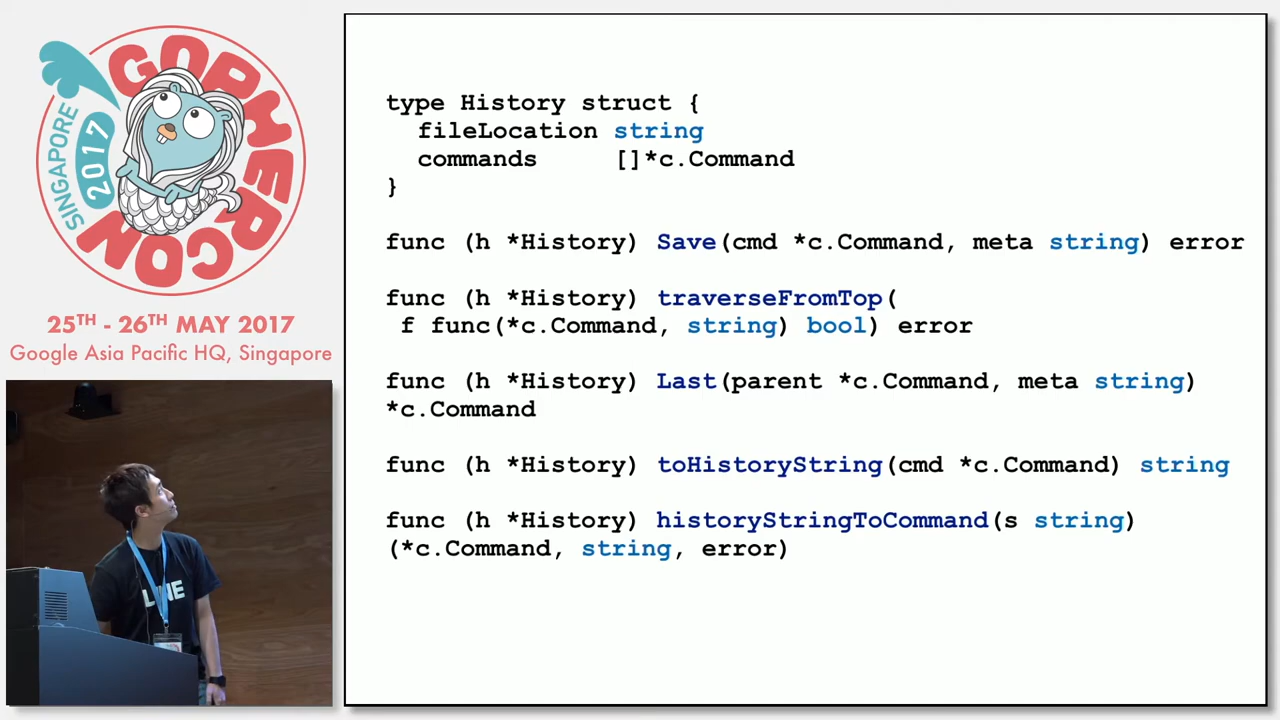 GOPHERCON
SINGAPORE
2017
25TH - 26TH MAY 2017
Google Asia Pacific HQ, Singapore
LINE
type History struct {
fileLocation string
commands []*c.Command
}
func (h *History) Save(cmd *c.Command, meta string) error
func (h *History) traverseFromTop(
f func(*c.Command, string) bool) error
func (h *History) Last(parent *c.Command, meta string)
*c.Command
func (h *History) toHistoryString(cmd *c.Command) string
func (h *History) historyStringToCommand(s string)
(*c.Command, string, error)